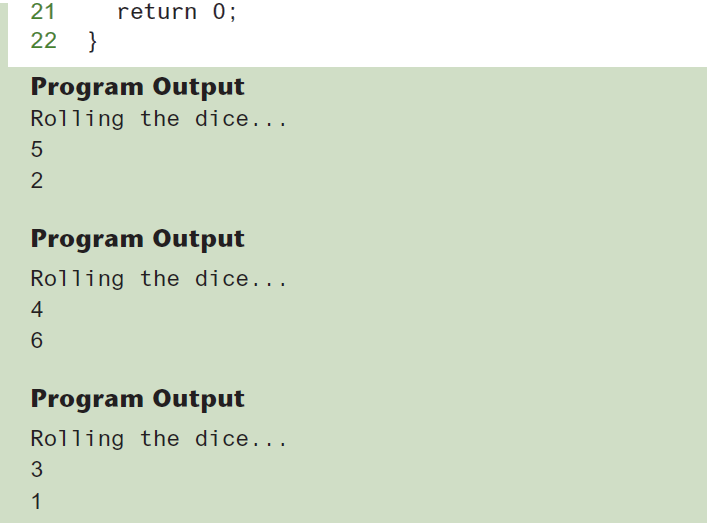 21 return 0;
22 }
Program Output
Rolling the dice...
5
2
Program Output
Rolling the dice...
4
6
Program Output
Rolling the dice...
3
1